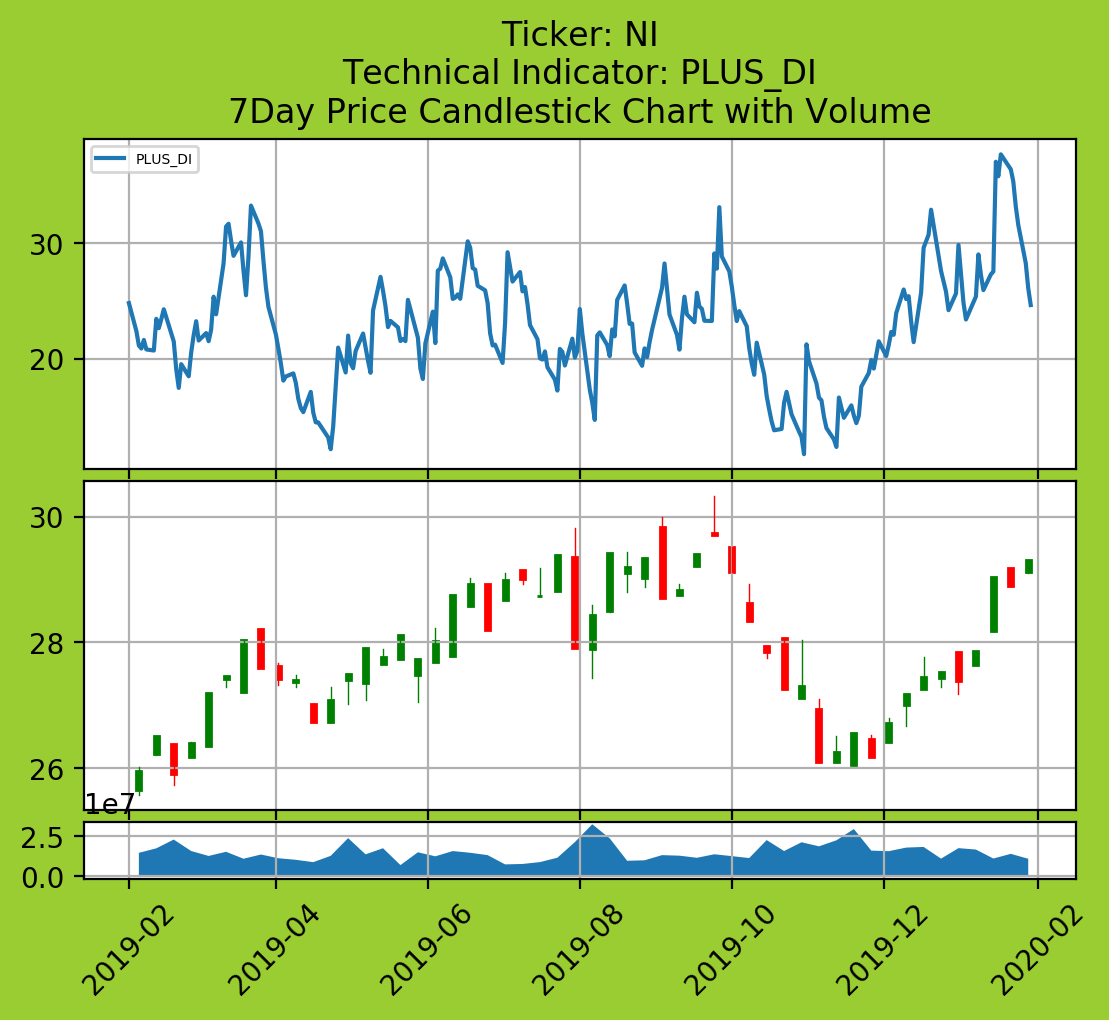 Ticker: NI
Technical Indicator: PLUS_DI
7Day Price Candlestick Chart with Volume
PLUS_DI
30
20
30
28
26
1e7
2.5
0.0
2019-02
2019-04
2019-06
2019-08
2019-10
2019-12
2020-02